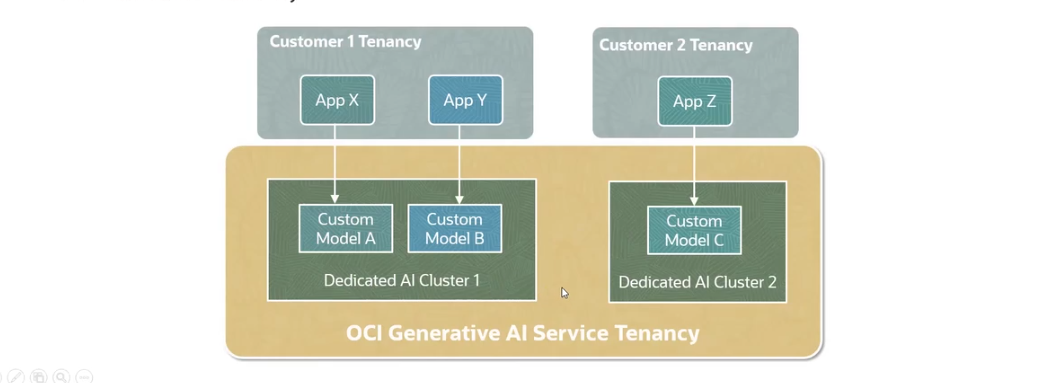 Customer 1 Tenancy
Customer 2 Tenancy
App X
App Y
App Z
Custom
Model A
Custom
Model B
Custom
Model C
Dedicated AI Cluster 1
Dedicated AI Cluster 2
OCI Generative AI Service Tenancy